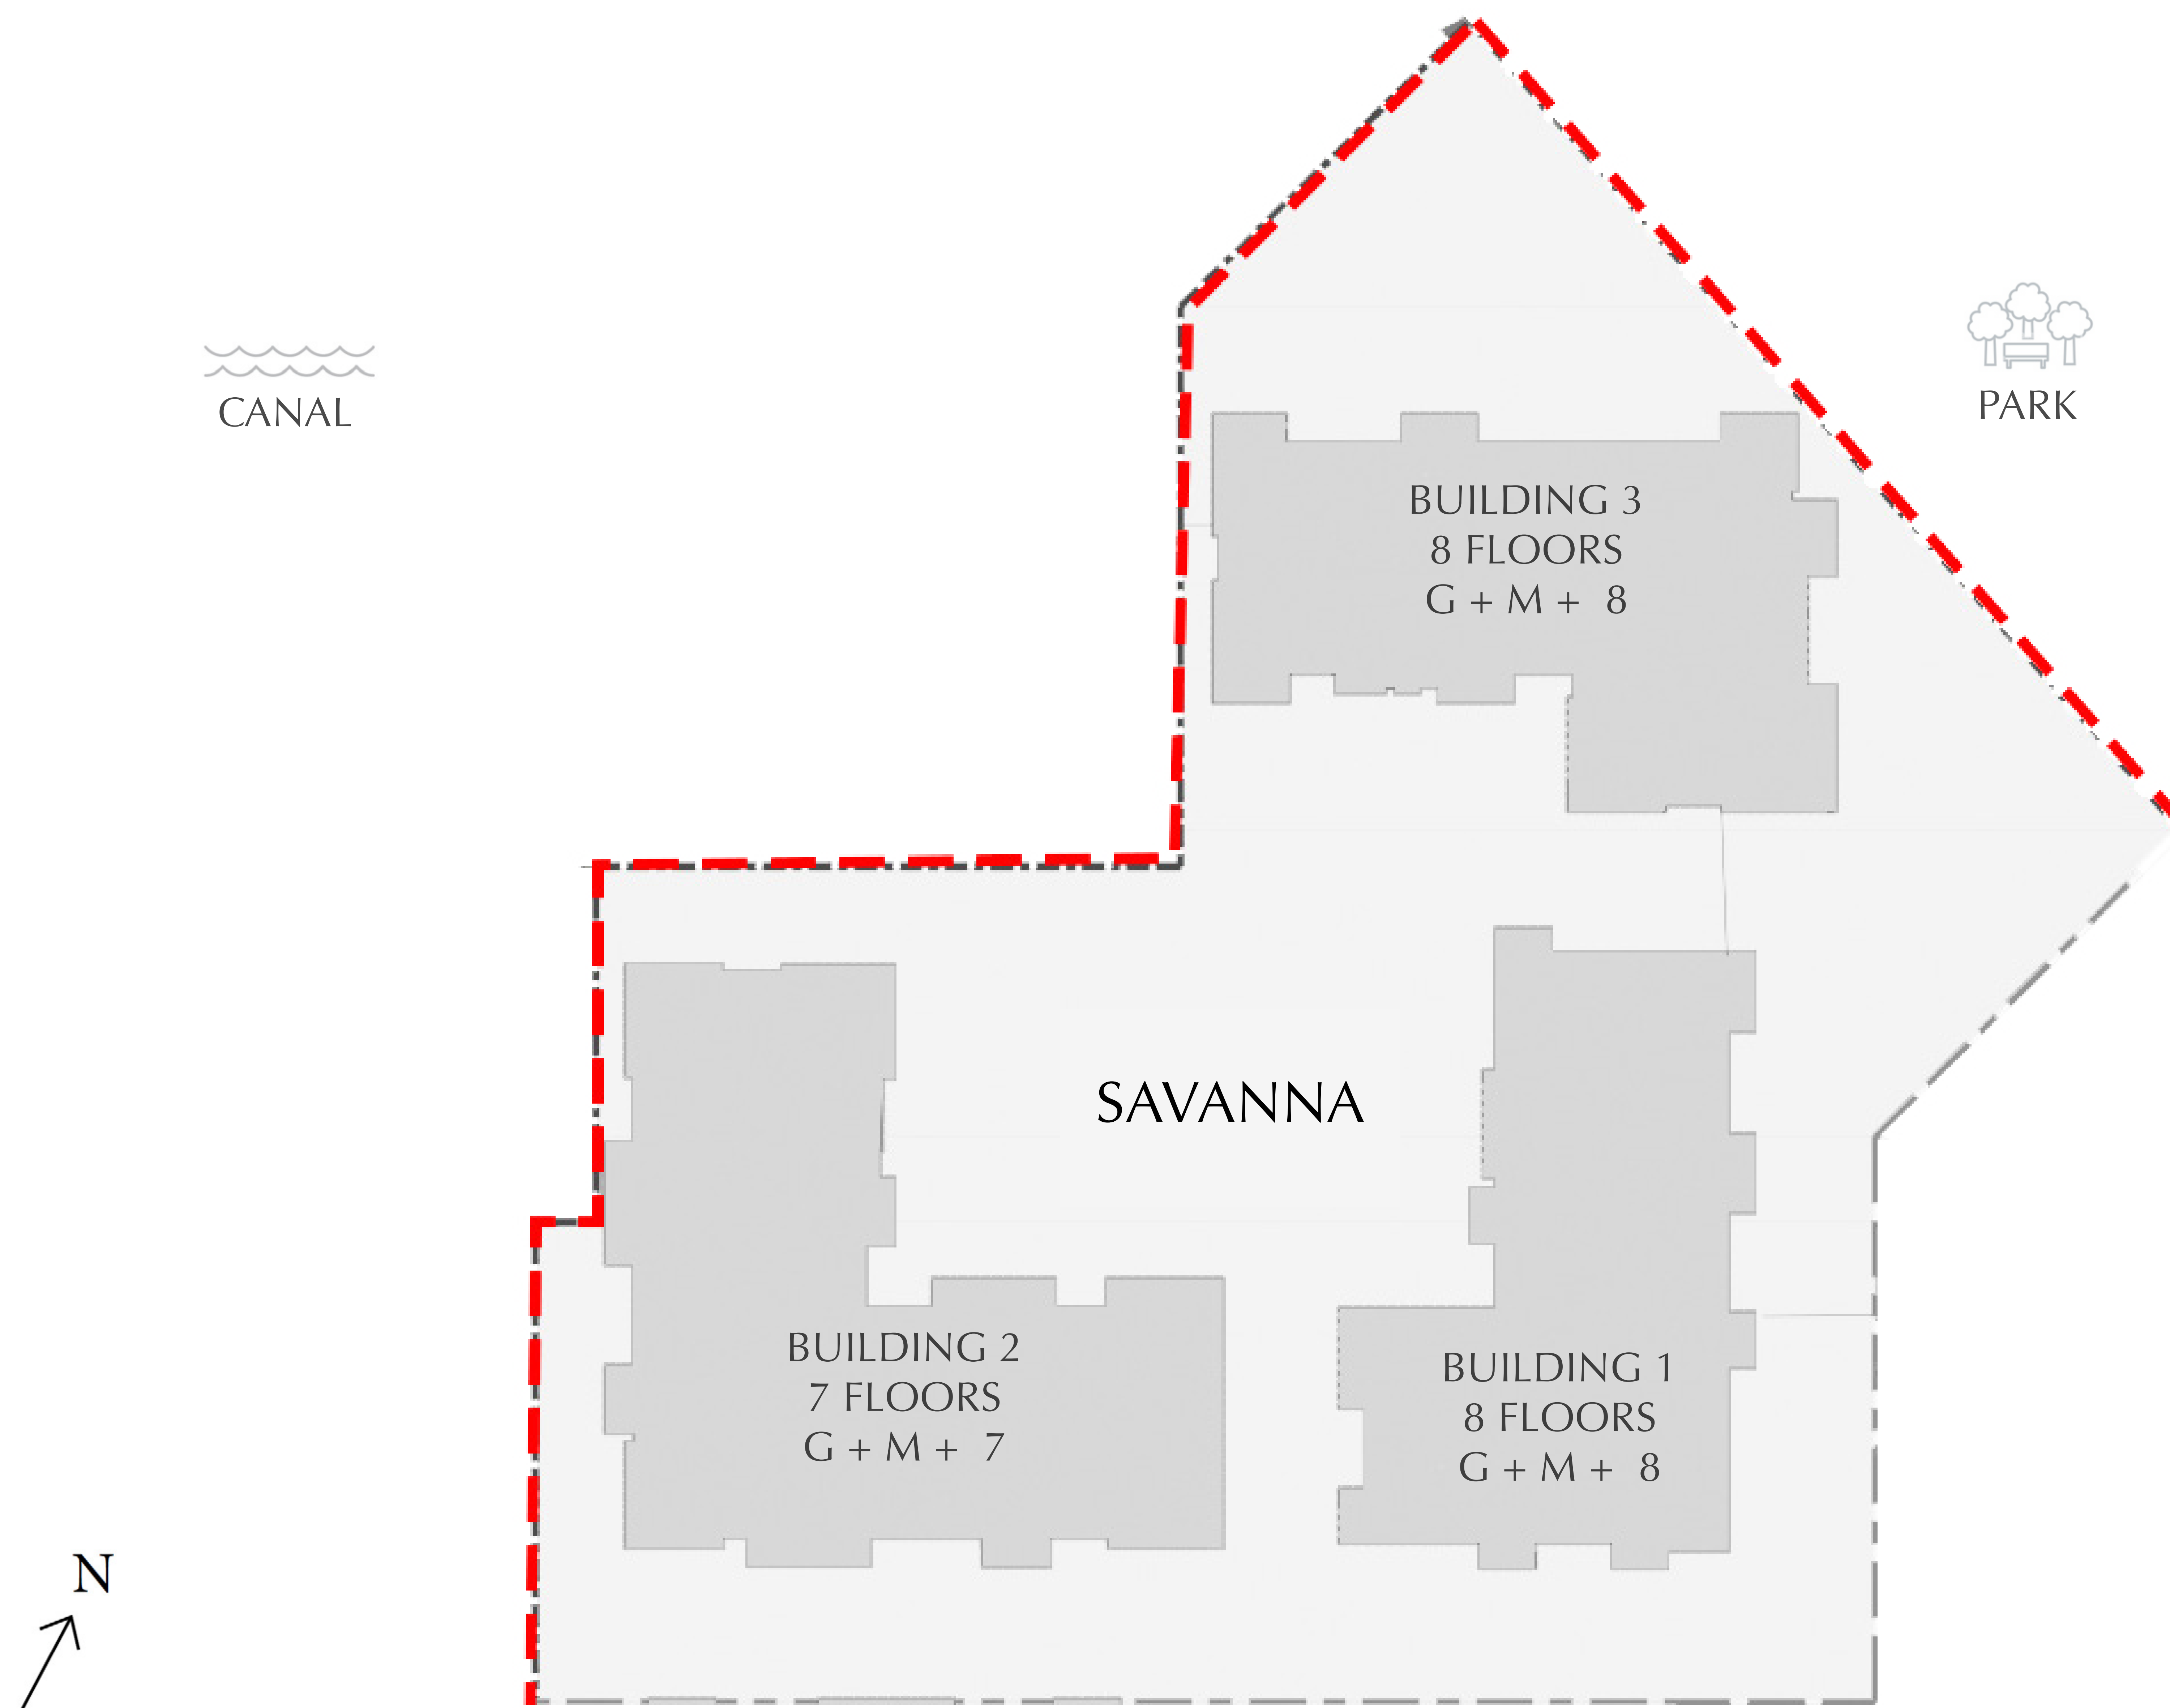 CANAL
PARK
BUILDING 3
8 FLOORS
G + M + 8
SAVANNA
BUILDING 2
7 FLOORS
G + M + 7
BUILDING 1
8 FLOORS
G + M + 8
N